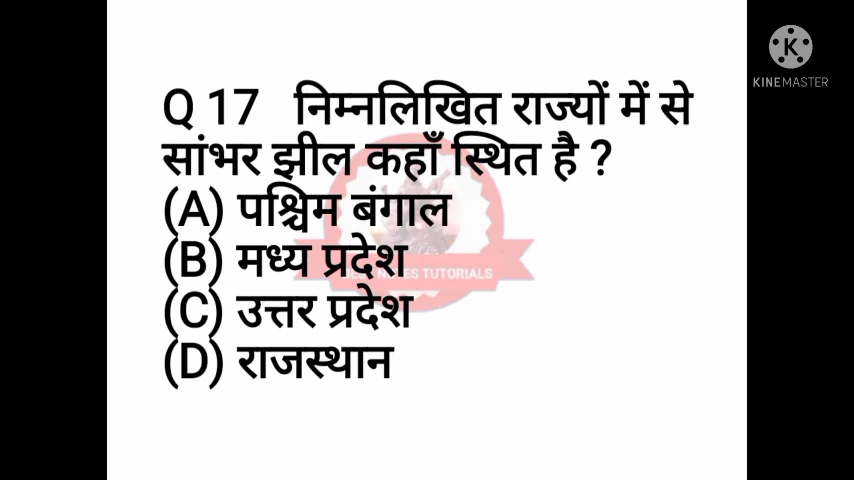 K
KINEMASTER
Q 17 निम्नलिखित राज्यों में से
सांभर झील कहाँ स्थित है ?
(A) पश्चिम बंगाल
(B) मध्य प्रदेश
(C) उत्तर प्रदेश
(D) राजस्थान
TUTORIALS